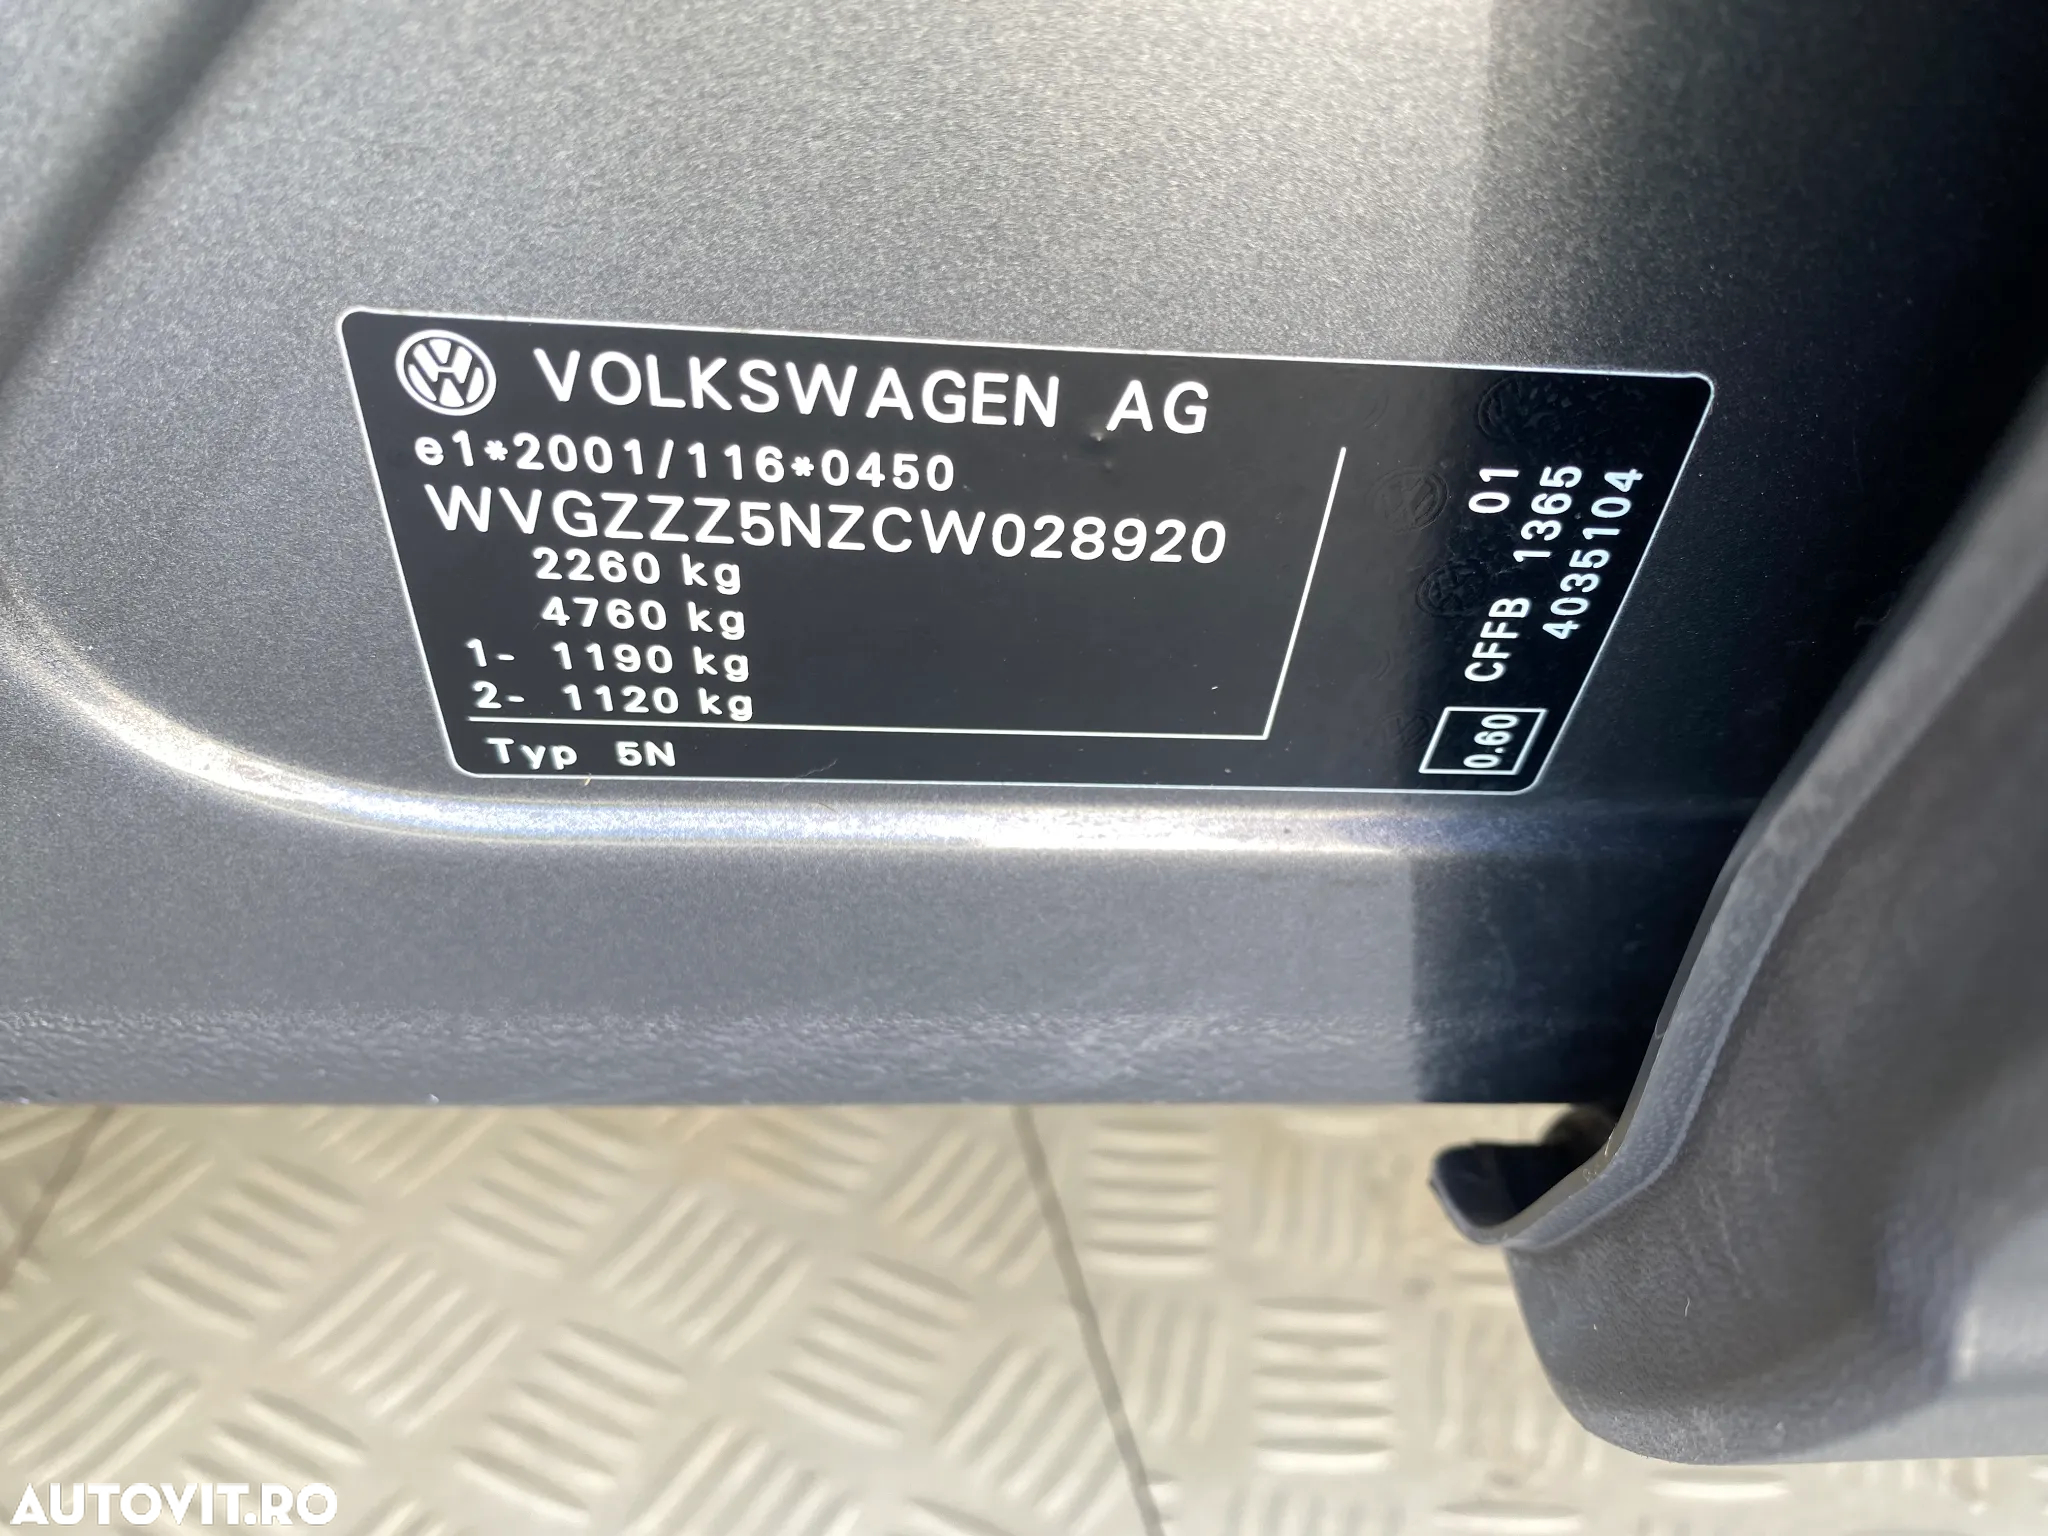 VOLKSWAGEN AG
e1*2001/116*0450
WVGZZZ5NZCW028920
2260 kg
4760 kg
1- 1190 kg
2- 1120 kg
Typ 5N
0.60 CFFB 01
1365
4035104
AUTOVIT.RO